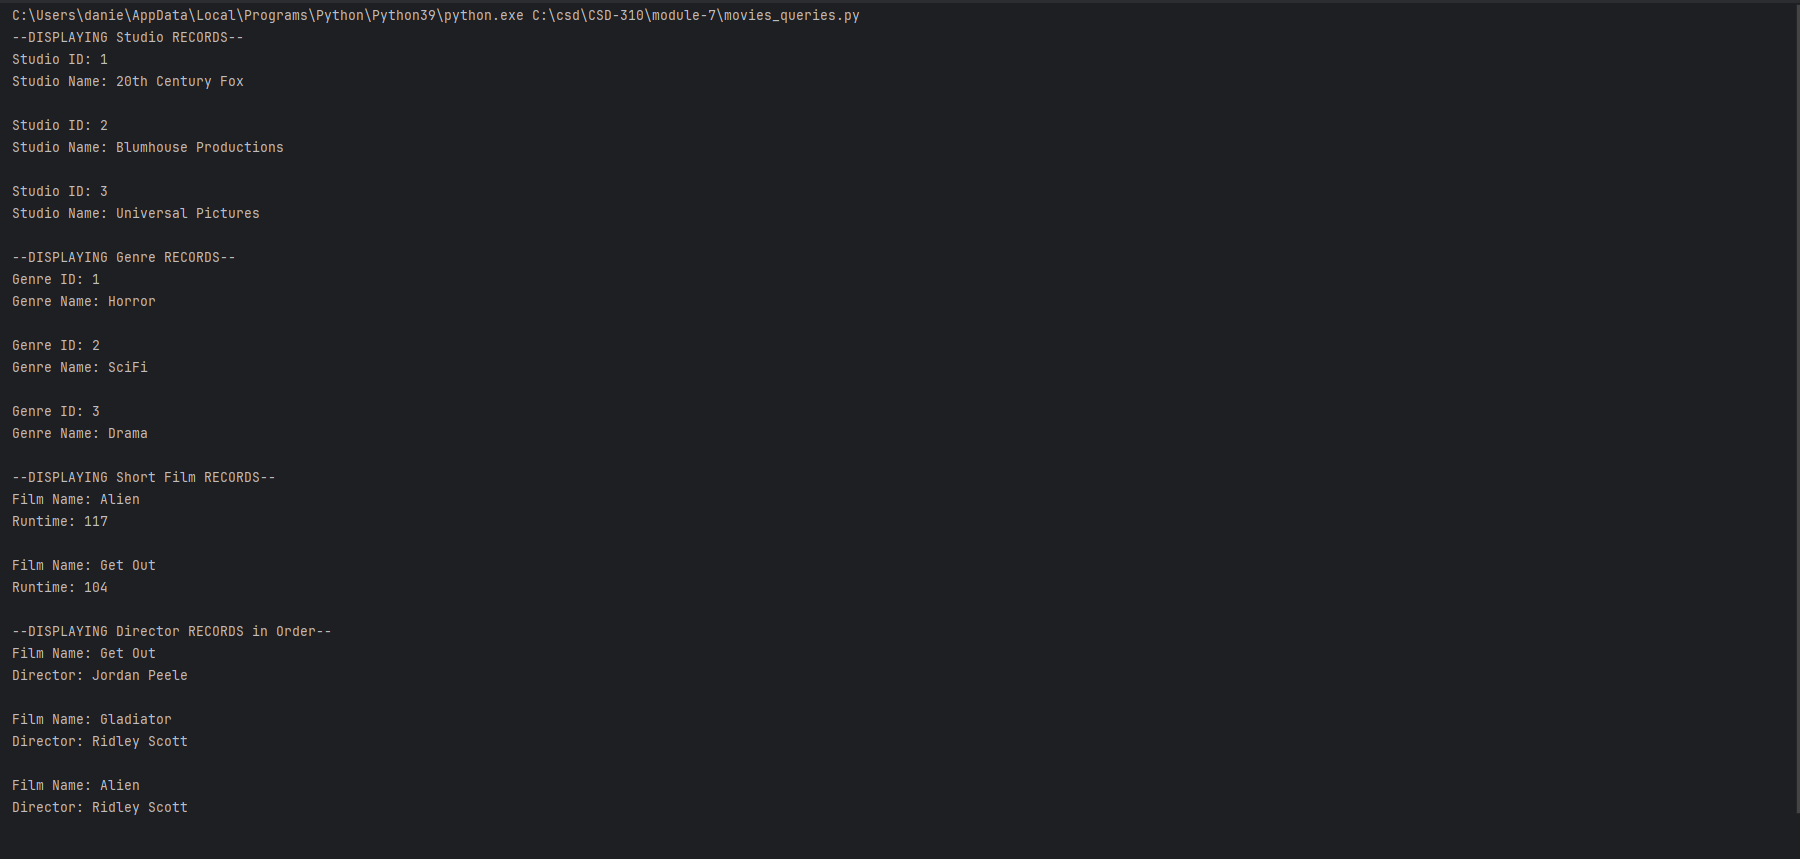 C:\Users\danie\AppData\Local\Programs\Python\Python39\python.exe C:\csd\CSD-310\module-7\movies_queries.py
--DISPLAYING Studio RECORDS--
Studio ID: 1
Studio Name: 20th Century Fox
Studio ID: 2
Studio Name: Blumhouse Productions
Studio ID: 3
Studio Name: Universal Pictures
--DISPLAYING Genre RECORDS--
Genre ID: 1
Genre Name: Horror
Genre ID: 2
Genre Name: SciFi
Genre ID: 3
Genre Name: Drama
--DISPLAYING Short Film RECORDS--
Film Name: Alien
Runtime: 117
Film Name: Get Out
Runtime: 104
--DISPLAYING Director RECORDS in Order--
Film Name: Get Out
Director: Jordan Peele
Film Name: Gladiator
Director: Ridley Scott
Film Name: Alien
Director: Ridley Scott